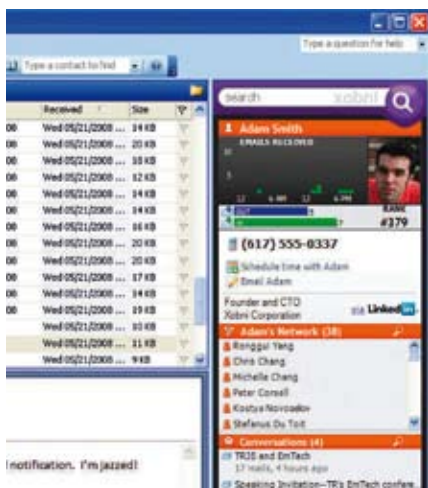 Type a question for help
Type a contact to find
search xobni
Received Size
Adam Smith
EMAILS RECEIVED
Wed 05/21/2008 ... 14 KB
Wed 05/21/2008 ... 20 KB
Wed 05/21/2008 ... 18 KB
Wed 05/21/2008 ... 12 KB
12 6 AM 12 6 PM
Wed 05/21/2008 ... 14 KB
RANK
Wed 05/21/2008 ... 14 KB
#379
Wed 05/21/2008 ... 16 KB
(617) 555-0337
Wed 05/21/2008 ... 20 KB
Wed 05/21/2008 ... 20 KB
Schedule time with Adam
Wed 05/21/2008 ... 17 KB
Email Adam
Wed 05/21/2008 ... 14 KB
Founder and CTO
Wed 05/21/2008 ... 19 KB
Xobni Corporation
via LinkedIn
Wed 05/21/2008 ... 10 KB
Adam's Network (38)
Wed 05/21/2008 ... 11 KB
Ronggui Yang
Wed 05/21/2008 ... 9 KB
Chris Chang
Michelle Chang
Peter Corsell
Kostya Novoselov
Stefanus Du Toit
Conversations (4)
TR35 and EmTech
notification. I'm jazzed!
17 mails, 4 hours ago
Speaking Invitation--TR's EmTech confere...